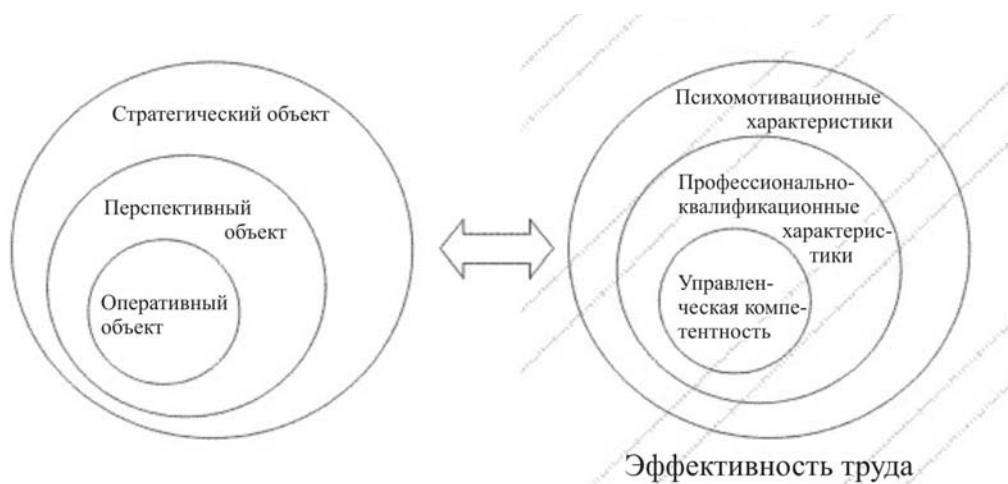 Стратегический объект
Перспективный
объект
Оперативный
объект
Психомотивационные
характеристики
Профессионально-
квалификационные
характерис-
тики
Управлен-
ческая компе-
тентность
Эффективность труда